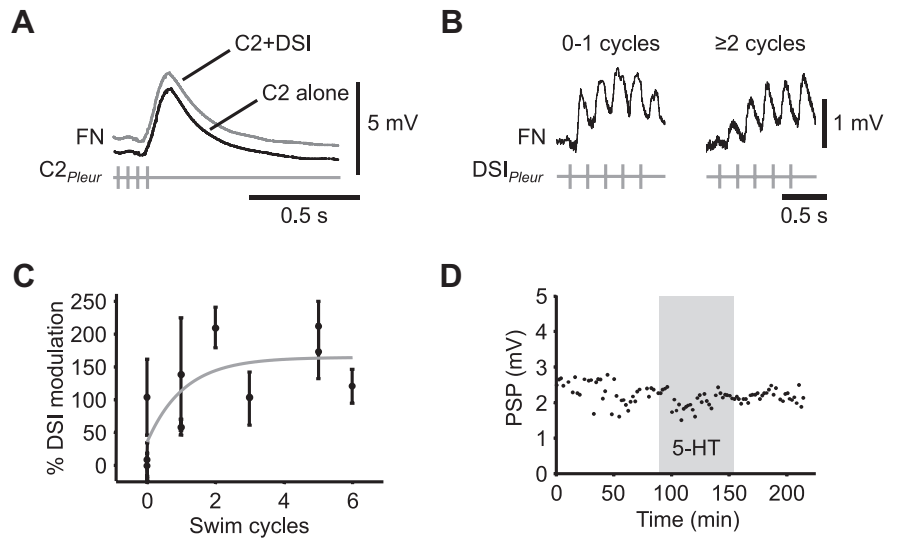 A
C2+DSI
C2 alone
FN
5 mV
C2Pleur
0.5 s
B
0-1 cycles
≥2 cycles
FN
1 mV
DSIPleur
0.5 s
C
% DSI modulation
250
200
150
100
50
0
0
2
4
6
Swim cycles
D
PSP (mV)
5
4
3
2
1
0
5-HT
0
50
100
150
200
Time (min)